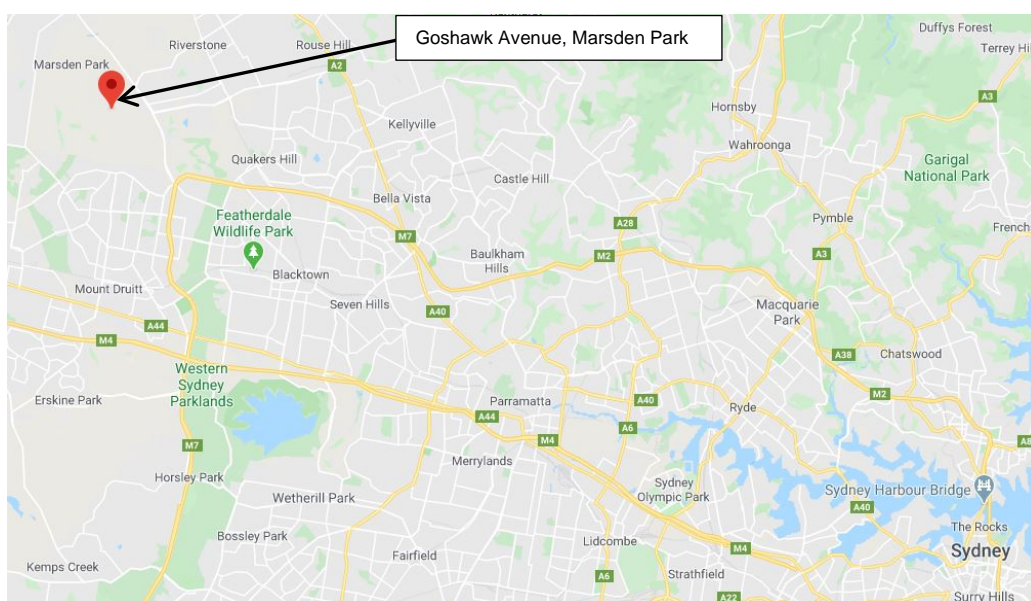 Goshawk Avenue, Marsden Park
Duffys Forest
Riverstone
Rouse Hill
Terrey Hi
Marsden Park
A2
A3
Hornsby
Kellyville
Wahroonga
Quakers Hill
Garigal
National Park
Castle Hill
Bella Vista
Featherdale
Wildlife Park
Pymble
A28
French
M7
M2
A3
Baulkham
Hills
Blacktown
Mount Druitt
Seven Hills
A40
Macquarie
Park
A44
M4
A38
Chatswood
Western
Sydney
Parklands
M2
Erskine Park
Parramatta
A40
Ryde
A44
A6
M4
A8
M7
Merrylands
Horsley Park
Sydney
Olympic Park
Sydney Harbour Bridge
Wetherill Park
A40
The Rocks
Bossley Park
Lidcombe
M4
Sydney
Fairfield
Kemps Creek
A6
Strathfield
A22
Surry Hills